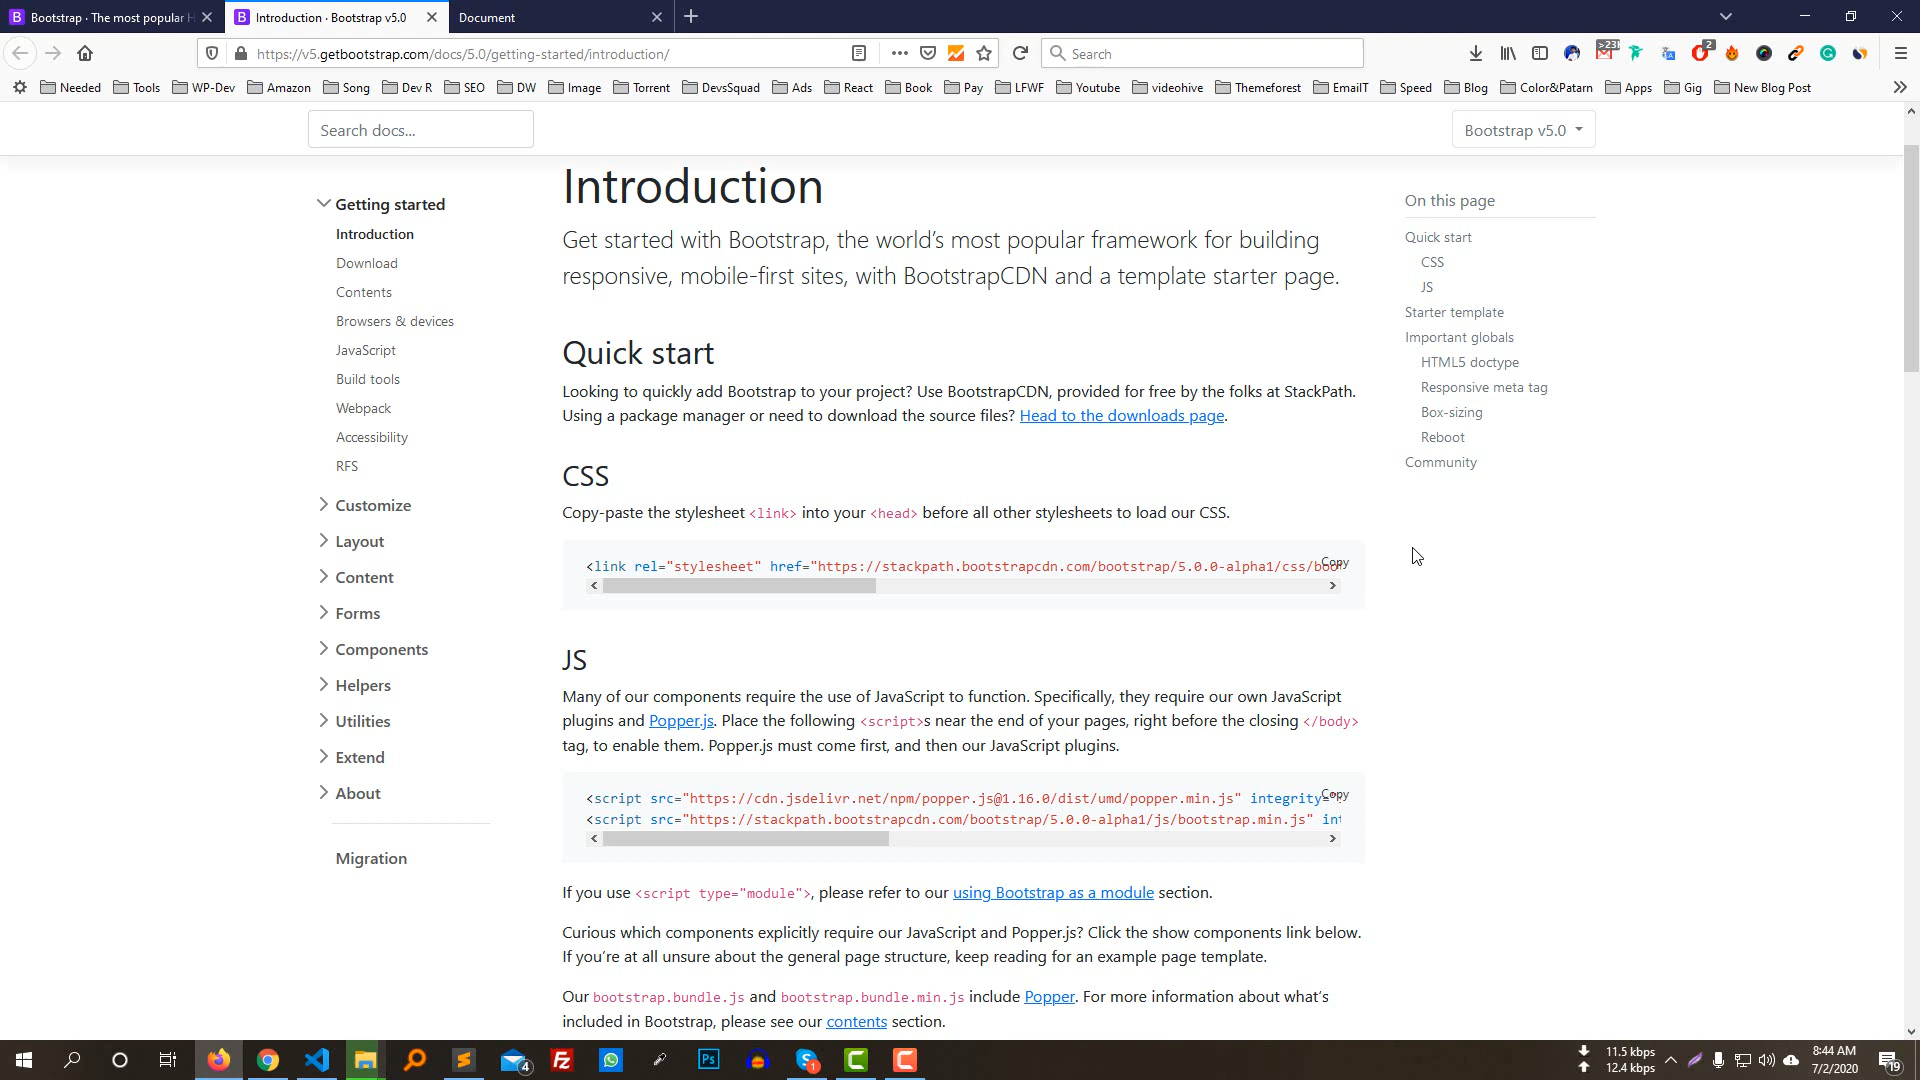 Bootstrap · The most popular H
Introduction · Bootstrap v5.0
Document
https://v5.getbootstrap.com/docs/5.0/getting-started/introduction/
Search
>23K
2
Needed Tools WP-Dev Amazon Song Dev R SEO DW Image Torrent DevsSquad Ads React Book Pay LFWF Youtube videohive Themeforest EmailT Speed Blog Color&Patarn Apps Gig New Blog Post
Search docs...
Bootstrap v5.0
Getting started
Introduction
Download
Contents
Browsers & devices
JavaScript
Build tools
Webpack
Accessibility
RFS
Customize
Layout
Content
Forms
Components
Helpers
Utilities
Extend
About
Migration
Introduction
Get started with Bootstrap, the world’s most popular framework for building
responsive, mobile-first sites, with BootstrapCDN and a template starter page.
Quick start
Looking to quickly add Bootstrap to your project? Use BootstrapCDN, provided for free by the folks at StackPath.
Using a package manager or need to download the source files? Head to the downloads page.
CSS
Copy-paste the stylesheet <link> into your <head> before all other stylesheets to load our CSS.
Copy
<link rel="stylesheet" href="https://stackpath.bootstrapcdn.com/bootstrap/5.0.0-alpha1/css/boo
JS
Many of our components require the use of JavaScript to function. Specifically, they require our own JavaScript
plugins and Popper.js. Place the following <script>s near the end of your pages, right before the closing </body>
tag, to enable them. Popper.js must come first, and then our JavaScript plugins.
Copy
<script src="https://cdn.jsdelivr.net/npm/popper.js@1.16.0/dist/umd/popper.min.js" integrity="
<script src="https://stackpath.bootstrapcdn.com/bootstrap/5.0.0-alpha1/js/bootstrap.min.js" int
If you use <script type="module">, please refer to our using Bootstrap as a module section.
Curious which components explicitly require our JavaScript and Popper.js? Click the show components link below.
If you’re at all unsure about the general page structure, keep reading for an example page template.
Our bootstrap.bundle.js and bootstrap.bundle.min.js include Popper. For more information about what’s
included in Bootstrap, please see our contents section.
On this page
Quick start
CSS
JS
Starter template
Important globals
HTML5 doctype
Responsive meta tag
Box-sizing
Reboot
Community
4
Fz
Ps
1
11.5 kbps
12.4 kbps
8:44 AM
7/2/2020
19